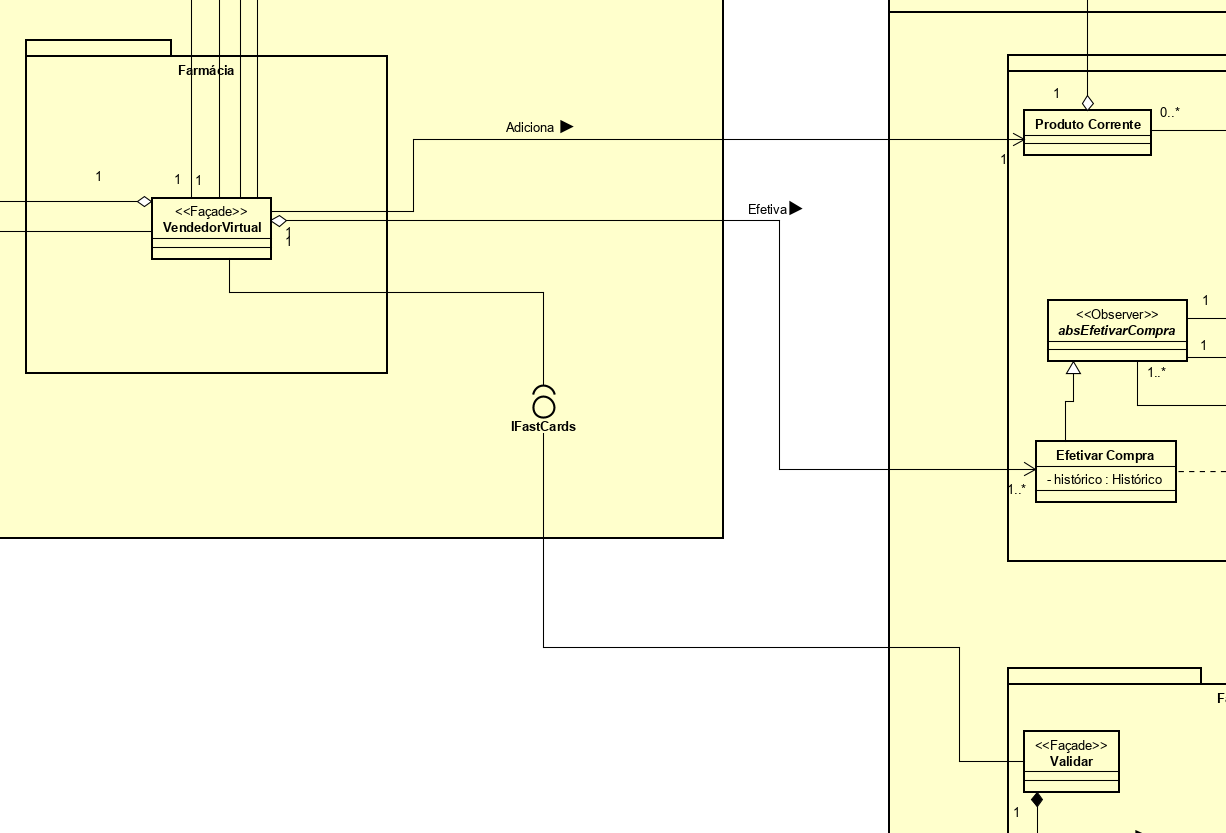 Farmácia
1
1
1
<<Façade>>
VendedorVirtual
1
1
Adiciona
Efetiva
IFastCards
1
Produto Corrente
0..*
1
<<Observer>>
absEfetivarCompra
1
1
1..*
Efetivar Compra
- histórico : Histórico
1..*
<<Façade>>
Validar
1